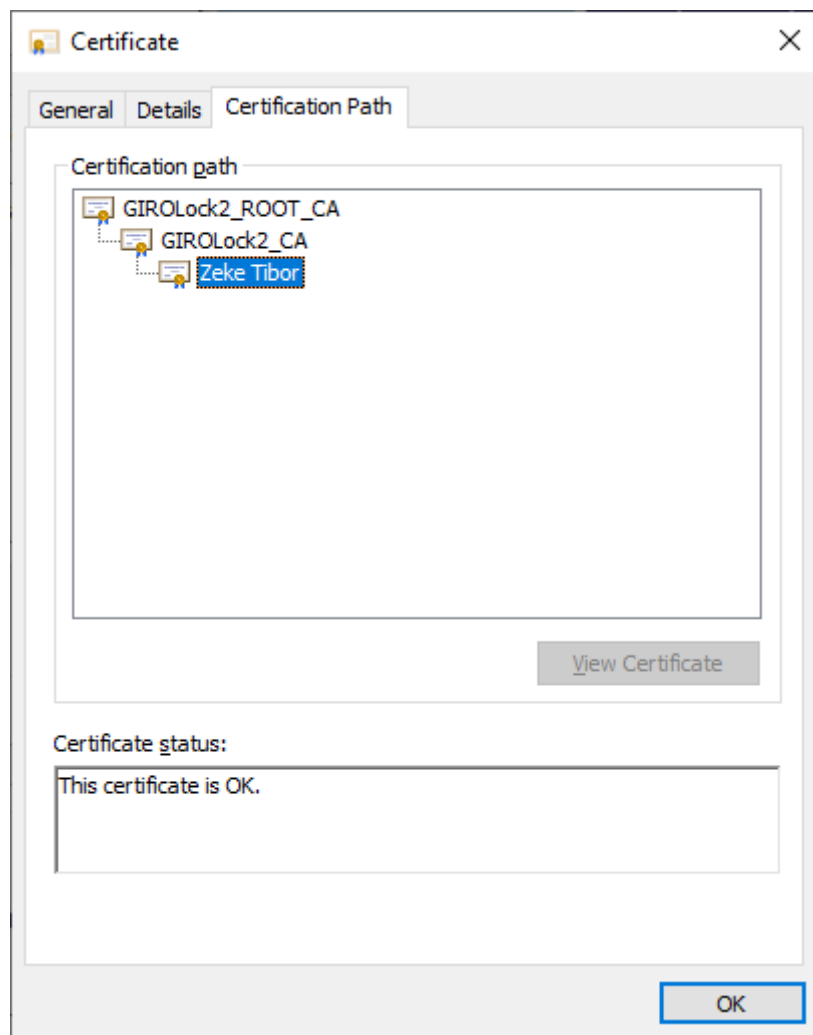 Certificate
General Details Certification Path
Certification path
GIROLock2_ROOT_CA
GIROLock2_CA
Zeke Tibor
View Certificate
Certificate status:
This certificate is OK.
OK